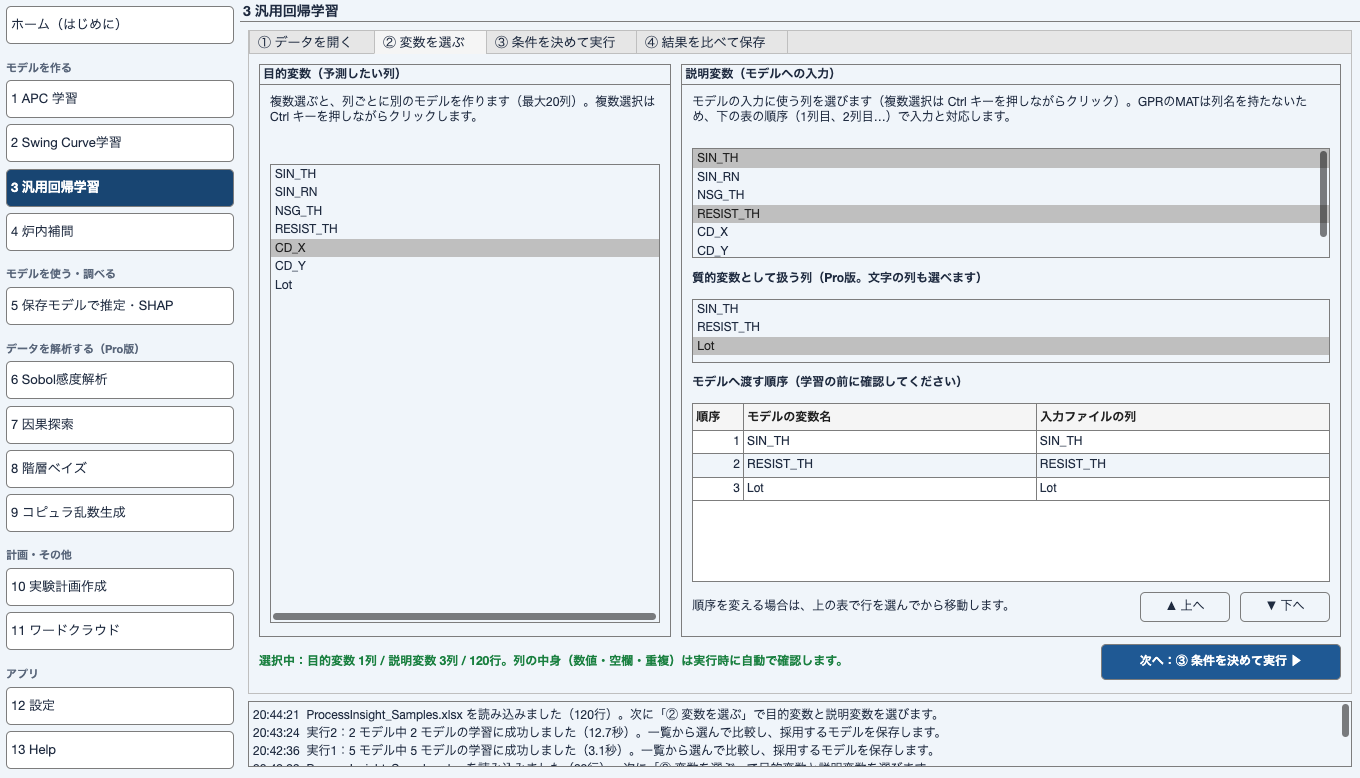 ホーム（はじめに）
モデルを作る
1 APC 学習
2 Swing Curve学習
3 汎用回帰学習
4 炉内補間
モデルを使う・調べる
5 保存モデルで推定・SHAP
データを解析する（Pro版）
6 Sobol感度解析
7 因果探索
8 階層ベイズ
9 コピュラ乱数生成
計画・その他
10 実験計画作成
11 ワードクラウド
アプリ
12 設定
13 Help
3 汎用回帰学習
① データを開く
② 変数を選ぶ
③ 条件を決めて実行
④ 結果を比べて保存
目的変数（予測したい列）
複数選ぶと、列ごとに別のモデルを作ります（最大20列）。複数選択は
Ctrl キーを押しながらクリックします。
SIN_TH
SIN_RN
NSG_TH
RESIST_TH
CD_X
CD_Y
Lot
説明変数（モデルへの入力）
モデルの入力に使う列を選びます（複数選択は Ctrl キーを押しながらクリック）。GPRのMATは列名を持たないた
め、下の表の順序（1列目、2列目…）で入力と対応します。
SIN_TH
SIN_RN
NSG_TH
RESIST_TH
CD_X
CD_Y
質的変数として扱う列（Pro版。文字の列も選べます）
SIN_TH
RESIST_TH
Lot
モデルへ渡す順序（学習の前に確認してください）
順序 モデルの変数名 入力ファイルの列
1 SIN_TH SIN_TH
2 RESIST_TH RESIST_TH
3 Lot Lot
順序を変える場合は、上の表で行を選んでから移動します。
▲ 上へ
▼ 下へ
選択中：目的変数 1列 / 説明変数 3列 / 120行。列の中身（数値・空欄・重複）は実行時に自動で確認します。
次へ：③ 条件を決めて実行 ▶
20:44:21 ProcessInsight_Samples.xlsx を読み込みました（120行）。次に「② 変数を選ぶ」で目的変数と説明変数を選びます。
20:43:24 実行2：2 モデル中 2 モデルの学習に成功しました（12.7秒）。一覧から選んで比較し、採用するモデルを保存します。
20:42:36 実行1：5 モデル中 5 モデルの学習に成功しました（3.1秒）。一覧から選んで比較し、採用するモデルを保存します。